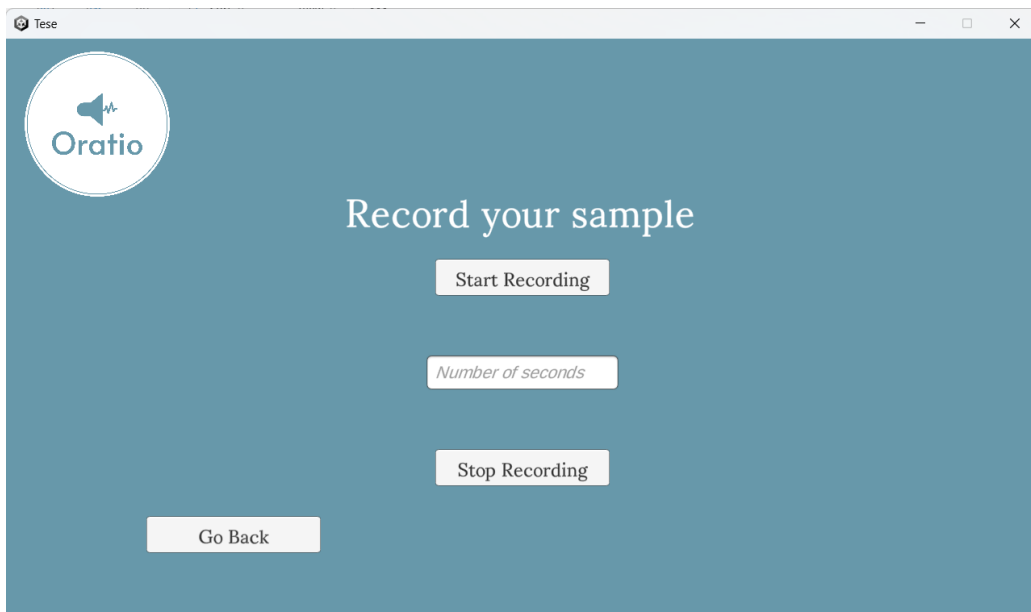 Tese
Oratio
Record your sample
Start Recording
Number of seconds
Stop Recording
Go Back